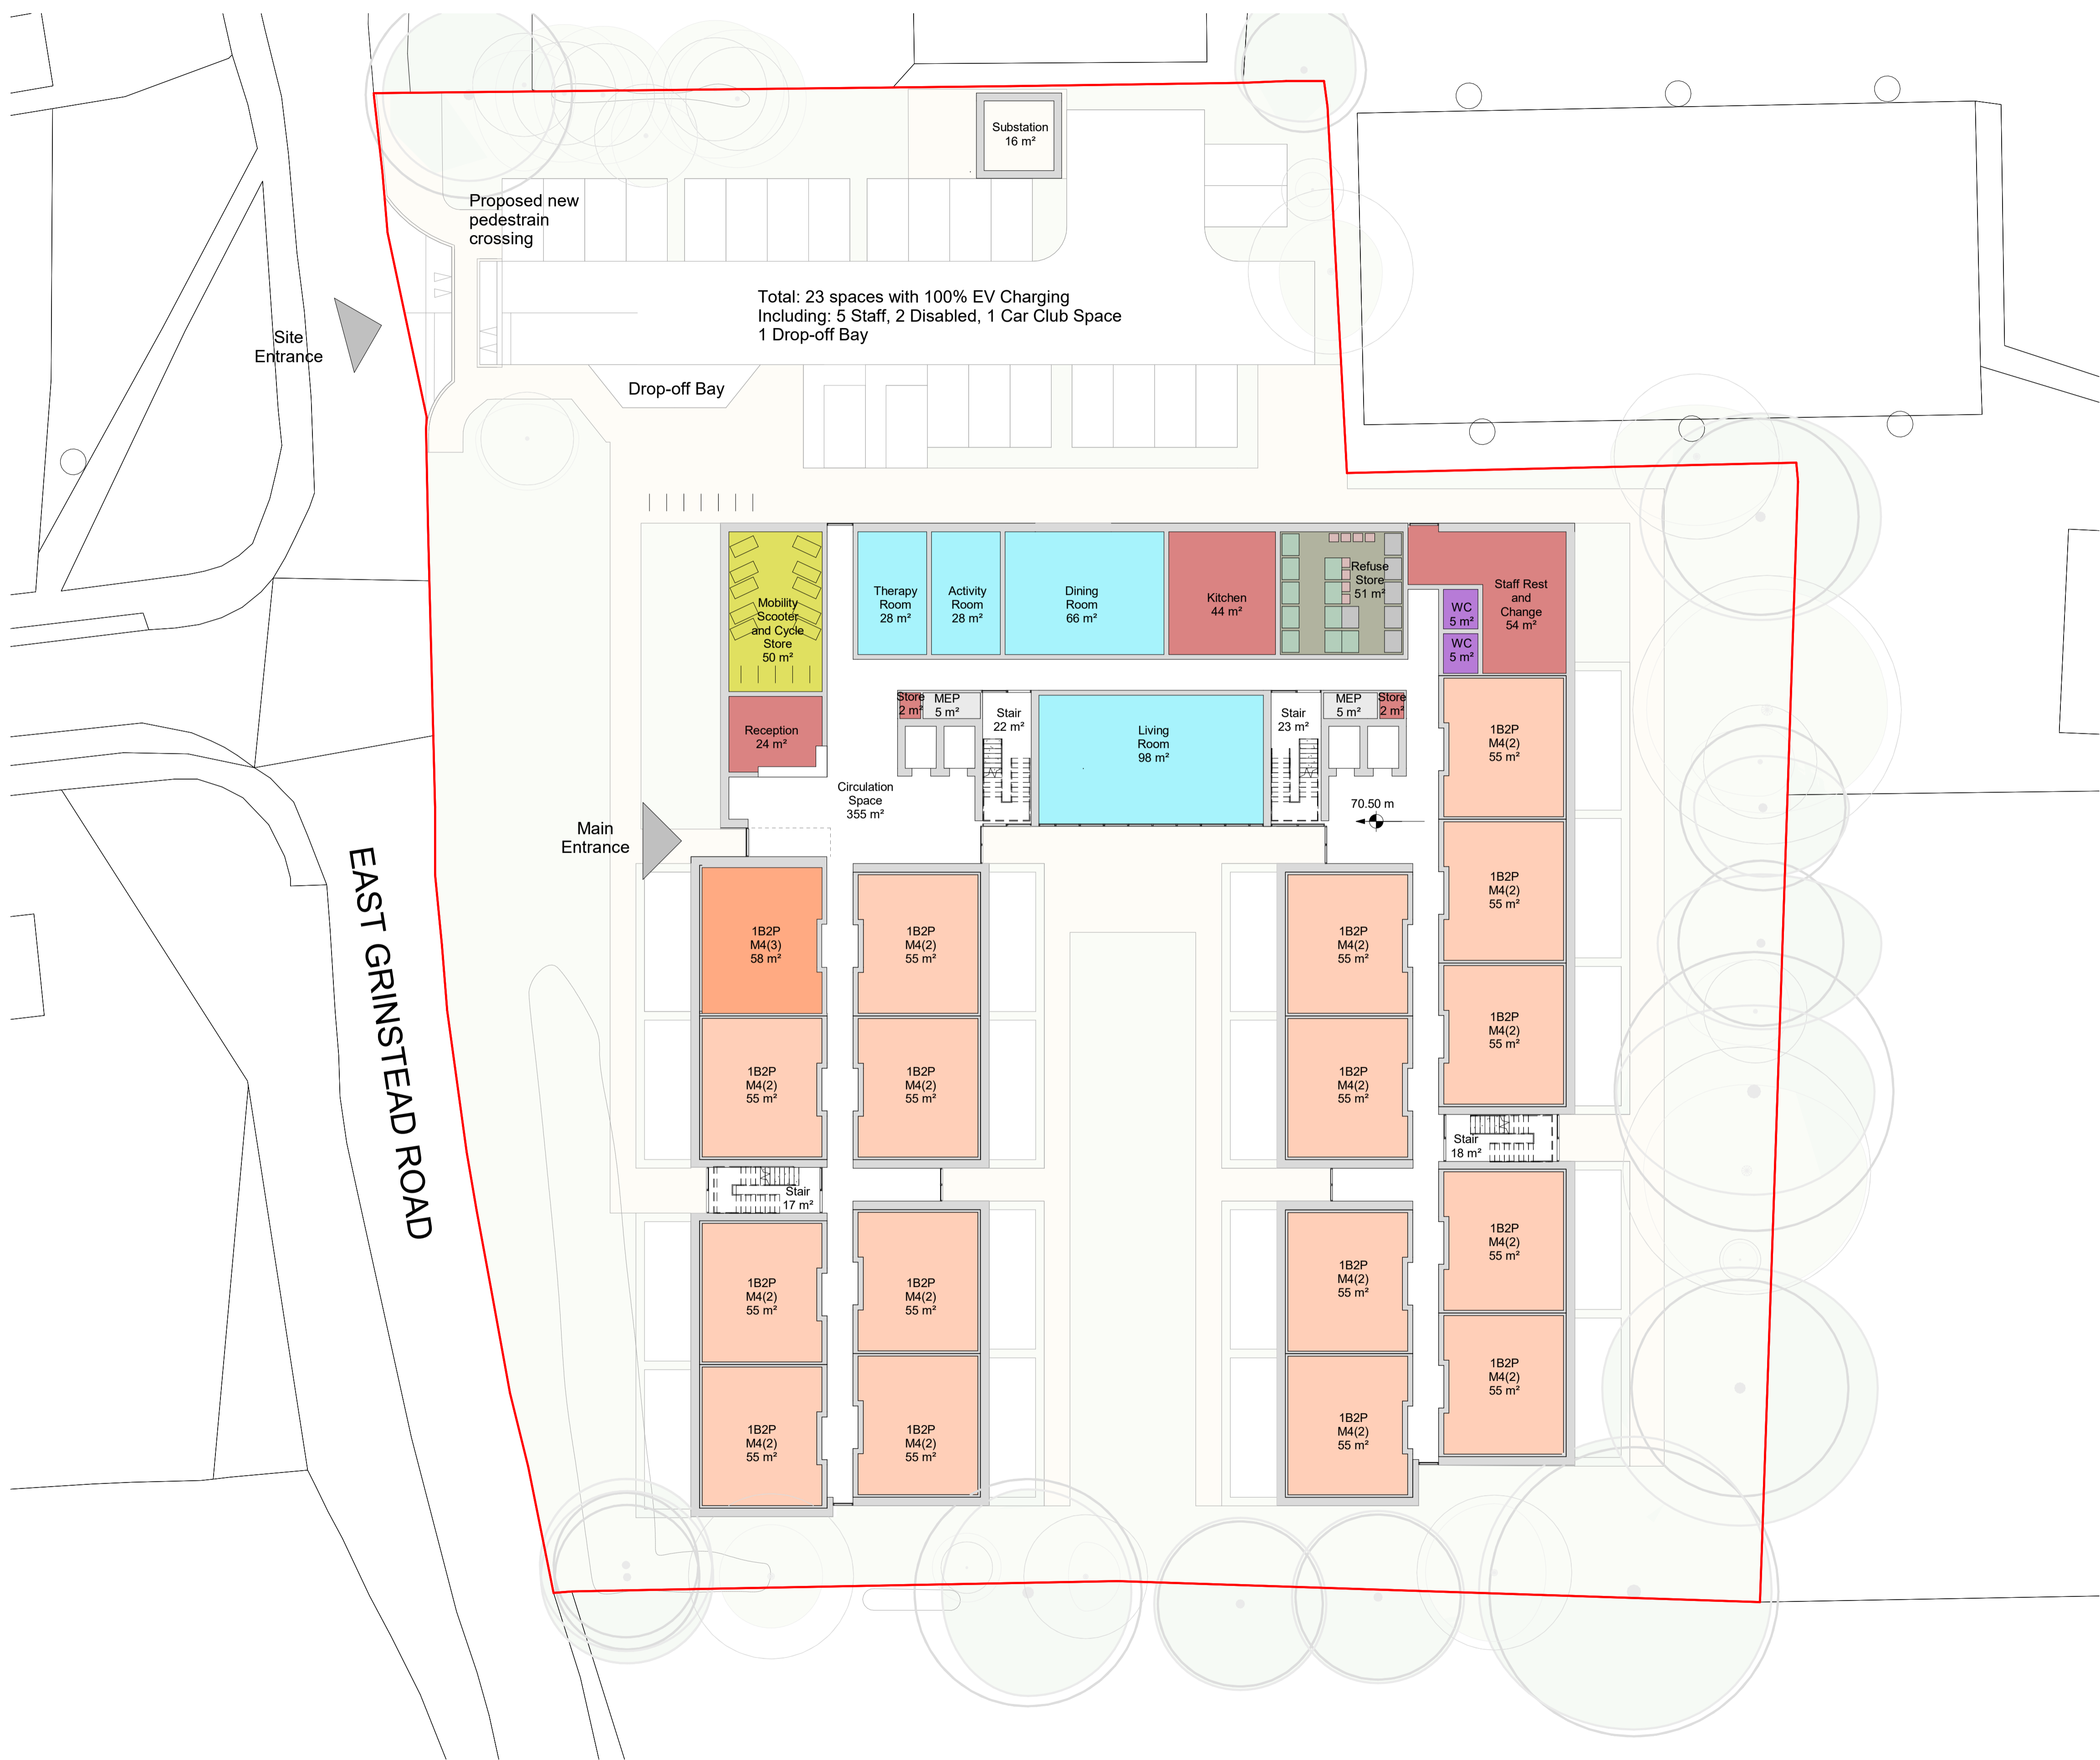 Substation
16 m²
Proposed new
pedestrain
crossing
Total: 23 spaces with 100% EV Charging
Including: 5 Staff, 2 Disabled, 1 Car Club Space
1 Drop-off Bay
Site
Entrance
Drop-off Bay
Mobility
Scooter
and Cycle
Store
50 m²
Therapy
Room
28 m²
Activity
Room
28 m²
Dining
Room
66 m²
Kitchen
44 m²
Refuse
Store
51 m²
Staff Rest
and
Change
54 m²
WC
5 m²
WC
5 m²
Reception
24 m²
Store
2 m²
MEP
5 m²
Stair
22 m²
Living
Room
98 m²
Stair
23 m²
MEP
5 m²
Store
2 m²
1B2P
M4(2)
55 m²
Circulation
Space
355 m²
70.50 m
Main
Entrance
EAST GRINSTEAD ROAD
1B2P
M4(2)
55 m²
1B2P
M4(3)
58 m²
1B2P
M4(2)
55 m²
1B2P
M4(2)
55 m²
1B2P
M4(2)
55 m²
1B2P
M4(2)
55 m²
1B2P
M4(2)
55 m²
1B2P
M4(2)
55 m²
Stair
18 m²
Stair
17 m²
1B2P
M4(2)
55 m²
1B2P
M4(2)
55 m²
1B2P
M4(2)
55 m²
1B2P
M4(2)
55 m²
1B2P
M4(2)
55 m²
1B2P
M4(2)
55 m²
1B2P
M4(2)
55 m²
1B2P
M4(2)
55 m²